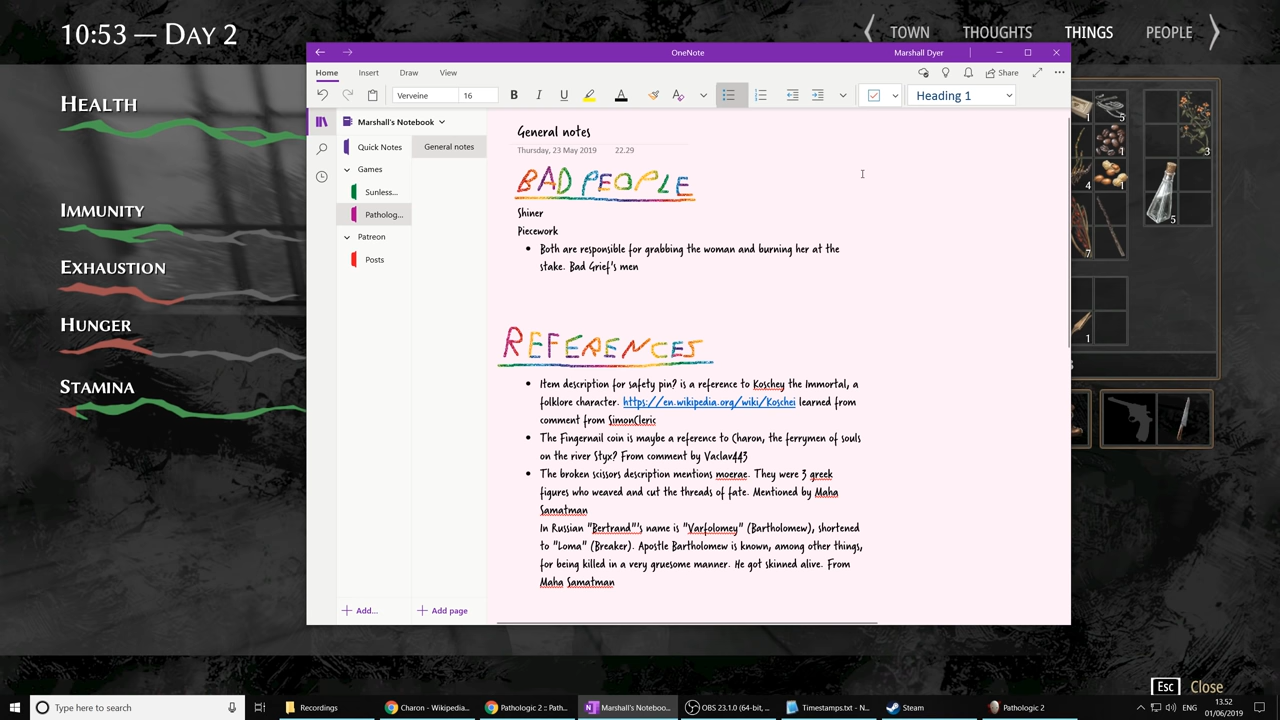 10:53 — Day 2
TOWN THOUGHTS THINGS PEOPLE
OneNote
Marshall Dyer
Home Insert Draw View
Share
Verveine 16 B I U A Heading 1
Health
Immunity
Exhaustion
Hunger
Stamina
Marshall's Notebook
Quick Notes
Games
Sunless...
Patholog...
Patreon
Posts
General notes
General notes
Thursday, 23 May 2019 22.29
BAD PEOPLE
Shiner
Piecework
Both are responsible for grabbing the woman and burning her at the
stake. Bad Grief's men
REFERENCES
Item description for safety pin? is a reference to Koschey the Immortal, a
folklore character. https://en.wikipedia.org/wiki/Koschei learned from
comment from SimonCleric
The Fingernail coin is maybe a reference to Charon, the ferrymen of souls
on the river Styx? From comment by Vaclav443
The broken scissors description mentions moerae. They were 3 greek
figures who weaved and cut the threads of fate. Mentioned by Maha
Samatman
In Russian "Bertrand"'s name is "Varfolomey" (Bartholomew), shortened
to "Loma" (Breaker). Apostle Bartholomew is known, among other things,
for being killed in a very gruesome manner. He got skinned alive. From
Maha Samatman
Add...
Add page
1 5
1 3
4 1
5
7
1
Esc Close
Type here to search
Recordings
Charon - Wikipedia...
Pathologic 2 :: Path...
Marshall's Noteboo...
OBS 23.1.0 (64-bit, ...
Timestamps.txt - N...
Steam
Pathologic 2
ENG
13.52
01/06/2019